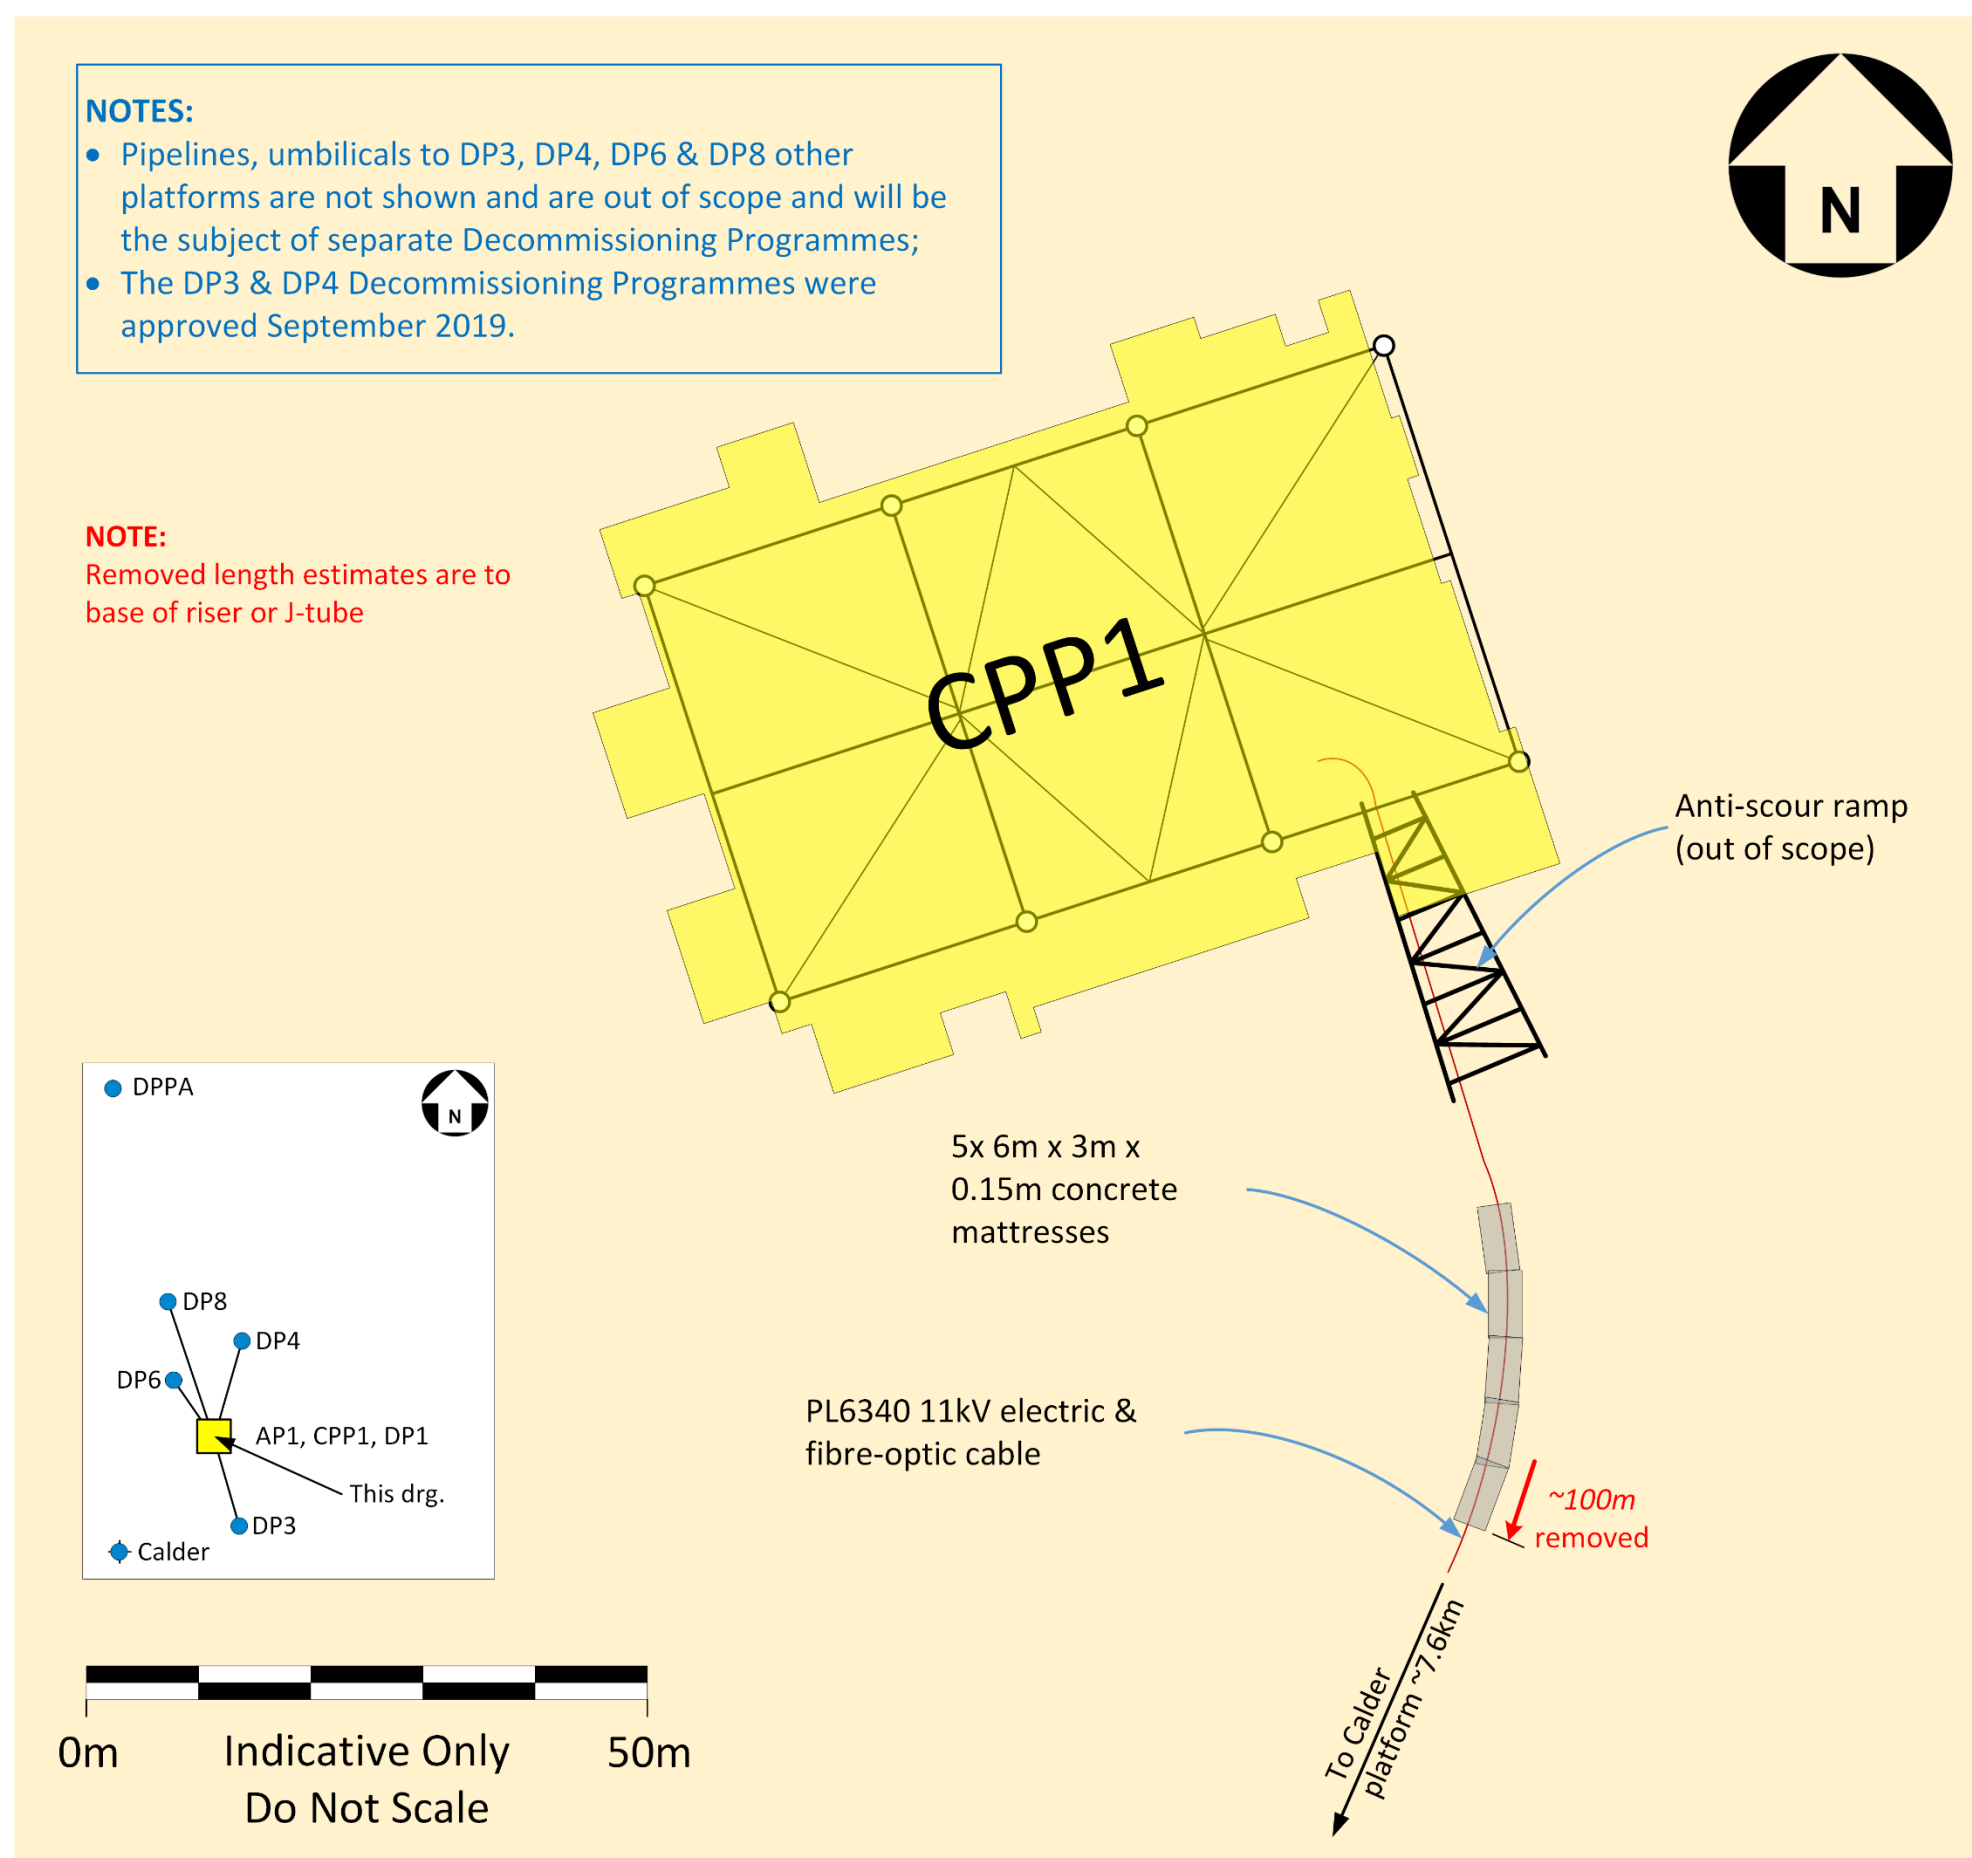 NOTES:
• Pipelines, umbilicals to DP3, DP4, DP6 & DP8 other
platforms are not shown and are out of scope and will be
the subject of separate Decommissioning Programmes;
• The DP3 & DP4 Decommissioning Programmes were
approved September 2019.
N
NOTE:
Removed length estimates are to
base of riser or J-tube
CPP1
Anti-scour ramp
(out of scope)
DPPA
N
DP8
DP4
DP6
AP1, CPP1, DP1
This drg.
DP3
Calder
5x 6m x 3m x
0.15m concrete
mattresses
PL6340 11kV electric &
fibre-optic cable
~100m
removed
To Calder
platform ~7.6km
0m
50m
Indicative Only
Do Not Scale